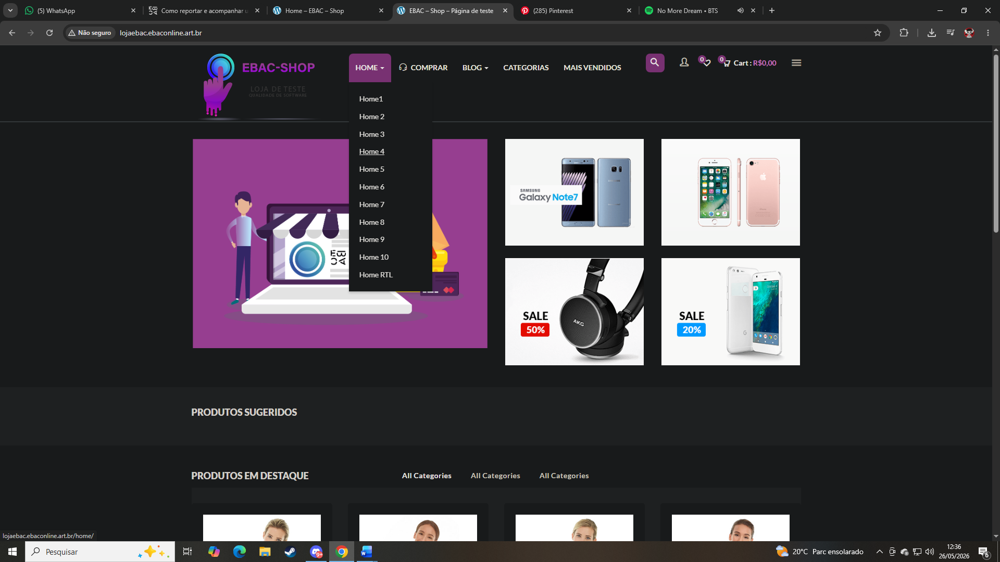 (5) WhatsApp
Como reportar e acompanhar u
Home – EBAC – Shop
EBAC – Shop – Página de teste
(285) Pinterest
No More Dream • BTS
Não seguro
lojaebac.ebaconline.art.br
EBAC-SHOP
LOJA DE TESTE
QUALIDADE DE SOFTWARE
HOME
COMPRAR
BLOG
CATEGORIAS
MAIS VENDIDOS
0
0
Cart : R$0,00
Home1
Home 2
Home 3
Home 4
Home 5
Home 6
Home 7
Home 8
Home 9
Home 10
Home RTL
EBAC
SAMSUNG
Galaxy Note7
SALE
50%
AKG
SALE
20%
G
PRODUTOS SUGERIDOS
PRODUTOS EM DESTAQUE
All Categories
All Categories
All Categories
lojaebac.ebaconline.art.br/home/
Pesquisar
9+
20°C Parc ensolarado
12:36
26/05/2026
6